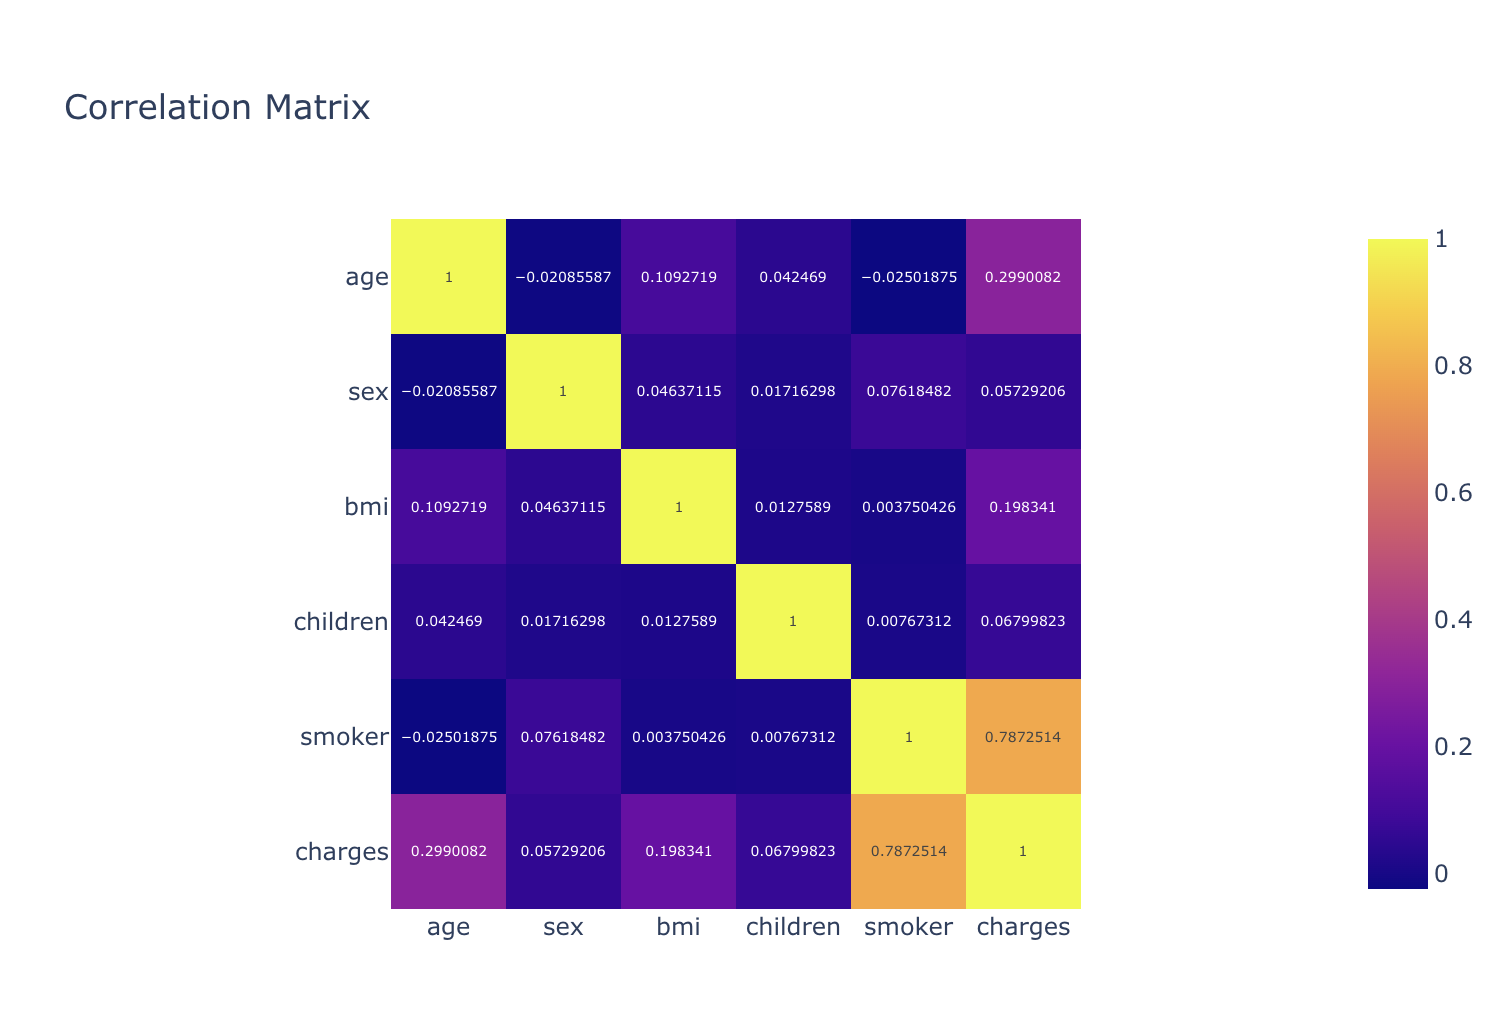 Correlation Matrix
age 1 −0.02085587 0.1092719 0.042469 −0.02501875 0.2990082
sex −0.02085587 1 0.04637115 0.01716298 0.07618482 0.05729206
bmi 0.1092719 0.04637115 1 0.0127589 0.003750426 0.198341
children 0.042469 0.01716298 0.0127589 1 0.00767312 0.06799823
smoker −0.02501875 0.07618482 0.003750426 0.00767312 1 0.7872514
charges 0.2990082 0.05729206 0.198341 0.06799823 0.7872514 1
age sex bmi children smoker charges
1
0.8
0.6
0.4
0.2
0